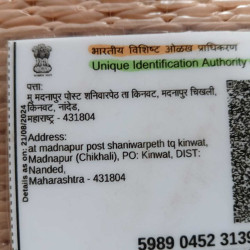 भारतीय विशिष्ट ओळख प्राधिकरण
Unique Identification Authority
पत्ता:
म मदनापुर पोस्ट शनिवारपेठ ता किनवट, मदनापुर चिखली,
किनवट, नांदेड,
महाराष्ट्र - 431804
Address:
at madnapur post shaniwarpeth tq kinwat,
Madnapur (Chikhali), PO: Kinwat, DIST:
Nanded,
Maharashtra - 431804
Details as on: 21/08/2024
5989 0452 3139